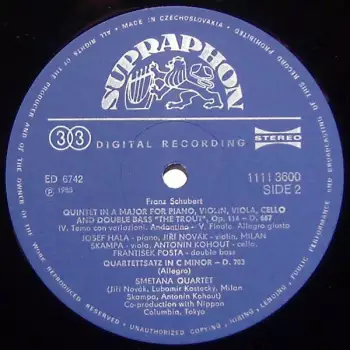 • MADE IN CZECHOSLOVAKIA •
ALL RIGHTS OF THE PRODUCER AND OF THE OWNER OF THE WORK REPRODUCED RESERVED
OF THIS RECORD PROHIBITED
SUPRAPHON
33 DIGITAL RECORDING STEREO
ED 6742
1111 3600
Ⓟ 1983
SIDE 2
Franz Schubert
QUINTET IN A MAJOR FOR PIANO, VIOLIN, VIOLA, CELLO
AND DOUBLE BASS "THE TROUT", Op. 114 - D. 667
IV. Tema con variazioni. Andantino - V. Finale. Allegro giusto
JOSEF HALA - piano, JIŘÍ NOVÁK - violin, MILAN
ŠKAMPA - viola, ANTONÍN KOHOUT - cello,
FRANTIŠEK POSTA - double bass
QUARTETTSATZ IN C MINOR - D. 703
(Allegro)
SMETANA QUARTET
(Jiří Novák, Lubomír Kostecký, Milan
Škampa, Antonín Kohout)
Co-production with Nippon
Columbia, Tokyo
UNAUTHORIZED COPYING • HIRING • LENDING • PUBLIC PERFORMANCE AND BROADCASTING